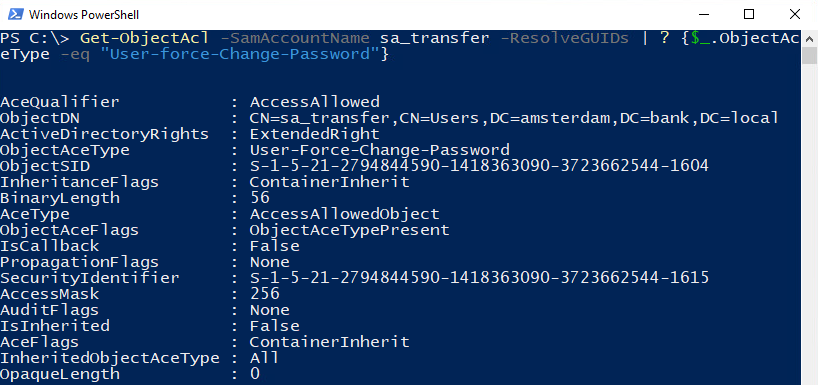 Windows PowerShell
PS C:\> Get-ObjectAcl -SamAccountName sa_transfer -ResolveGUIDs | ? {$_.ObjectAc
eType -eq "User-force-Change-Password"}
AceQualifier : AccessAllowed
ObjectDN : CN=sa_transfer,CN=Users,DC=amsterdam,DC=bank,DC=local
ActiveDirectoryRights : ExtendedRight
ObjectAceType : User-Force-Change-Password
ObjectSID : S-1-5-21-2794844590-1418363090-3723662544-1604
InheritanceFlags : ContainerInherit
BinaryLength : 56
AceType : AccessAllowedObject
ObjectAceFlags : ObjectAceTypePresent
IsCallback : False
PropagationFlags : None
SecurityIdentifier : S-1-5-21-2794844590-1418363090-3723662544-1615
AccessMask : 256
AuditFlags : None
IsInherited : False
AceFlags : ContainerInherit
InheritedObjectAceType : All
OpaqueLength : 0